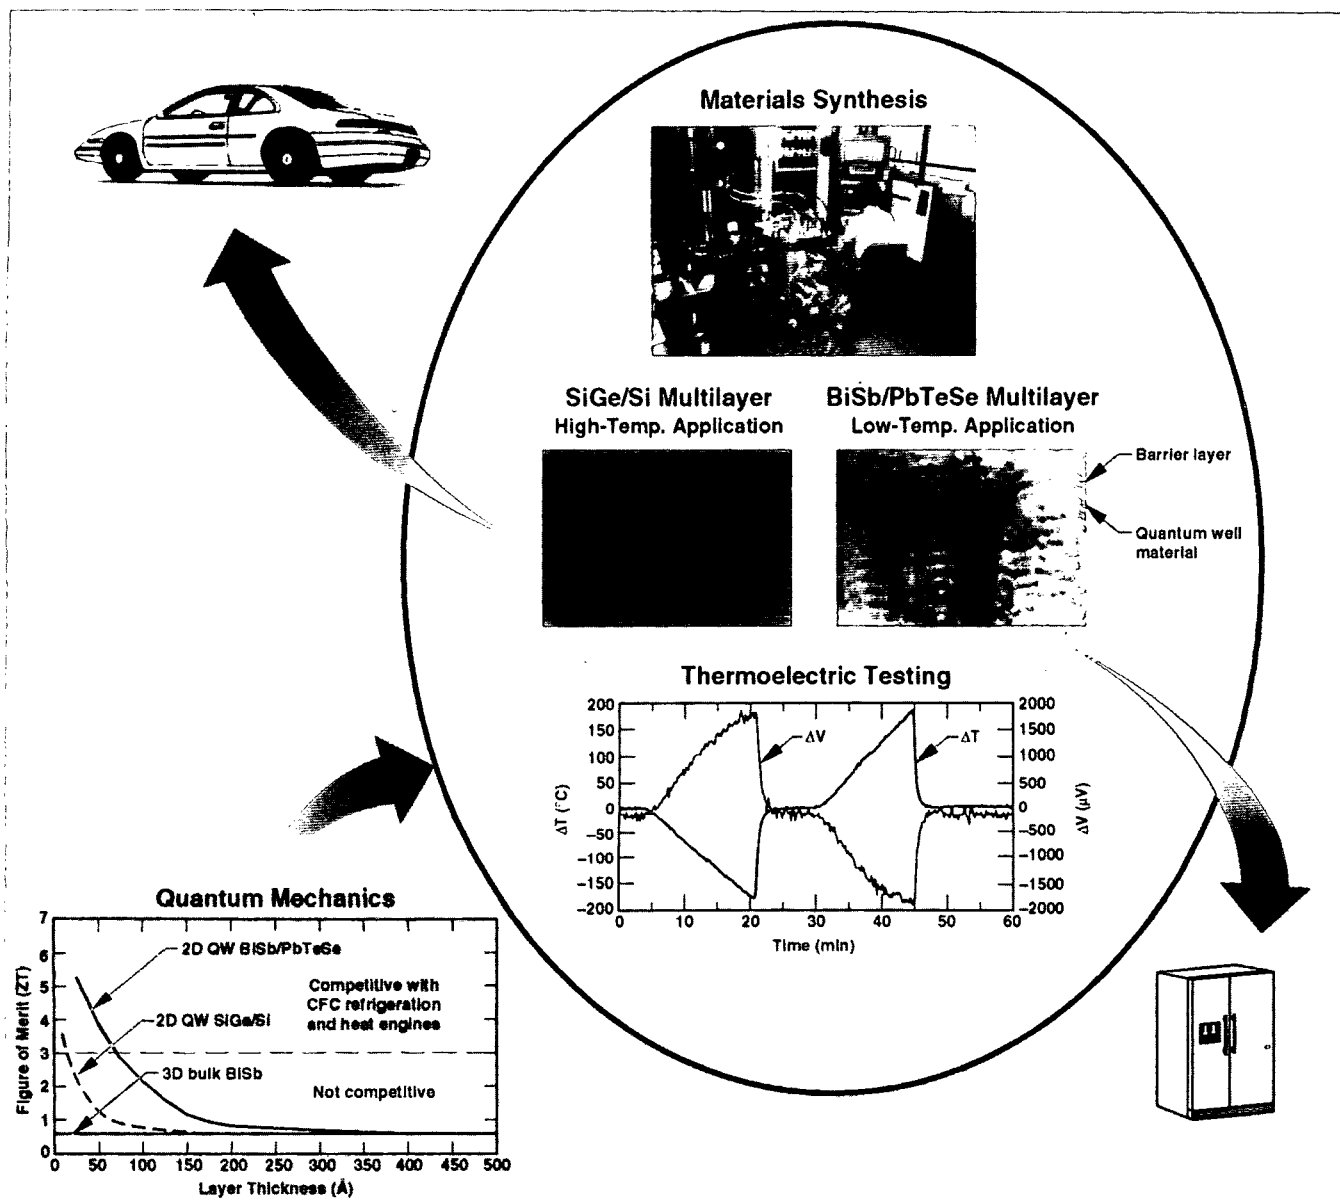 Materials Synthesis
SiGe/Si Multilayer
High-Temp. Application
BiSb/PbTeSe Multilayer
Low-Temp. Application
Barrier layer
Quantum well
material
Thermoelectric Testing
200
150
100
50
0
−50
−100
−150
−200
ΔT (°C)
ΔV
ΔT
2000
1500
1000
500
0
−500
−1000
−1500
−2000
ΔV (µV)
0 10 20 30 40 50 60
Time (min)
Quantum Mechanics
7
6
5
4
3
2
1
0
Figure of Merit (ZT)
2D QW BiSb/PbTeSe
Competitive with
CFC refrigeration
and heat engines
2D QW SiGe/Si
3D bulk BiSb
Not competitive
0 50 100 150 200 250 300 350 400 450 500
Layer Thickness (Å)